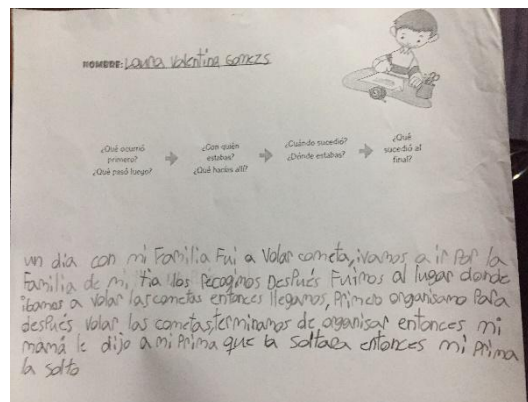 NOMBRE: Laura Valentina Gomezs
¿Qué ocurrió primero? ¿Qué pasó luego?
¿Con quién estabas? ¿Qué hacías allí?
¿Cuándo sucedió? ¿Dónde estabas?
¿Qué sucedió al final?
un día con mi Familia Fui a Volar cometa, ivamos a ir Por la
Familia de mi, tia los Recogimos Después Fuimos al lugar donde
ibamos a volar las cometas entonces llegamos, Primero organisamo Para
después volar las cometas, terminamos de organisar entonces mi
mamá le dijo a mi Prima que la soltara entonces mi Prima
la solto